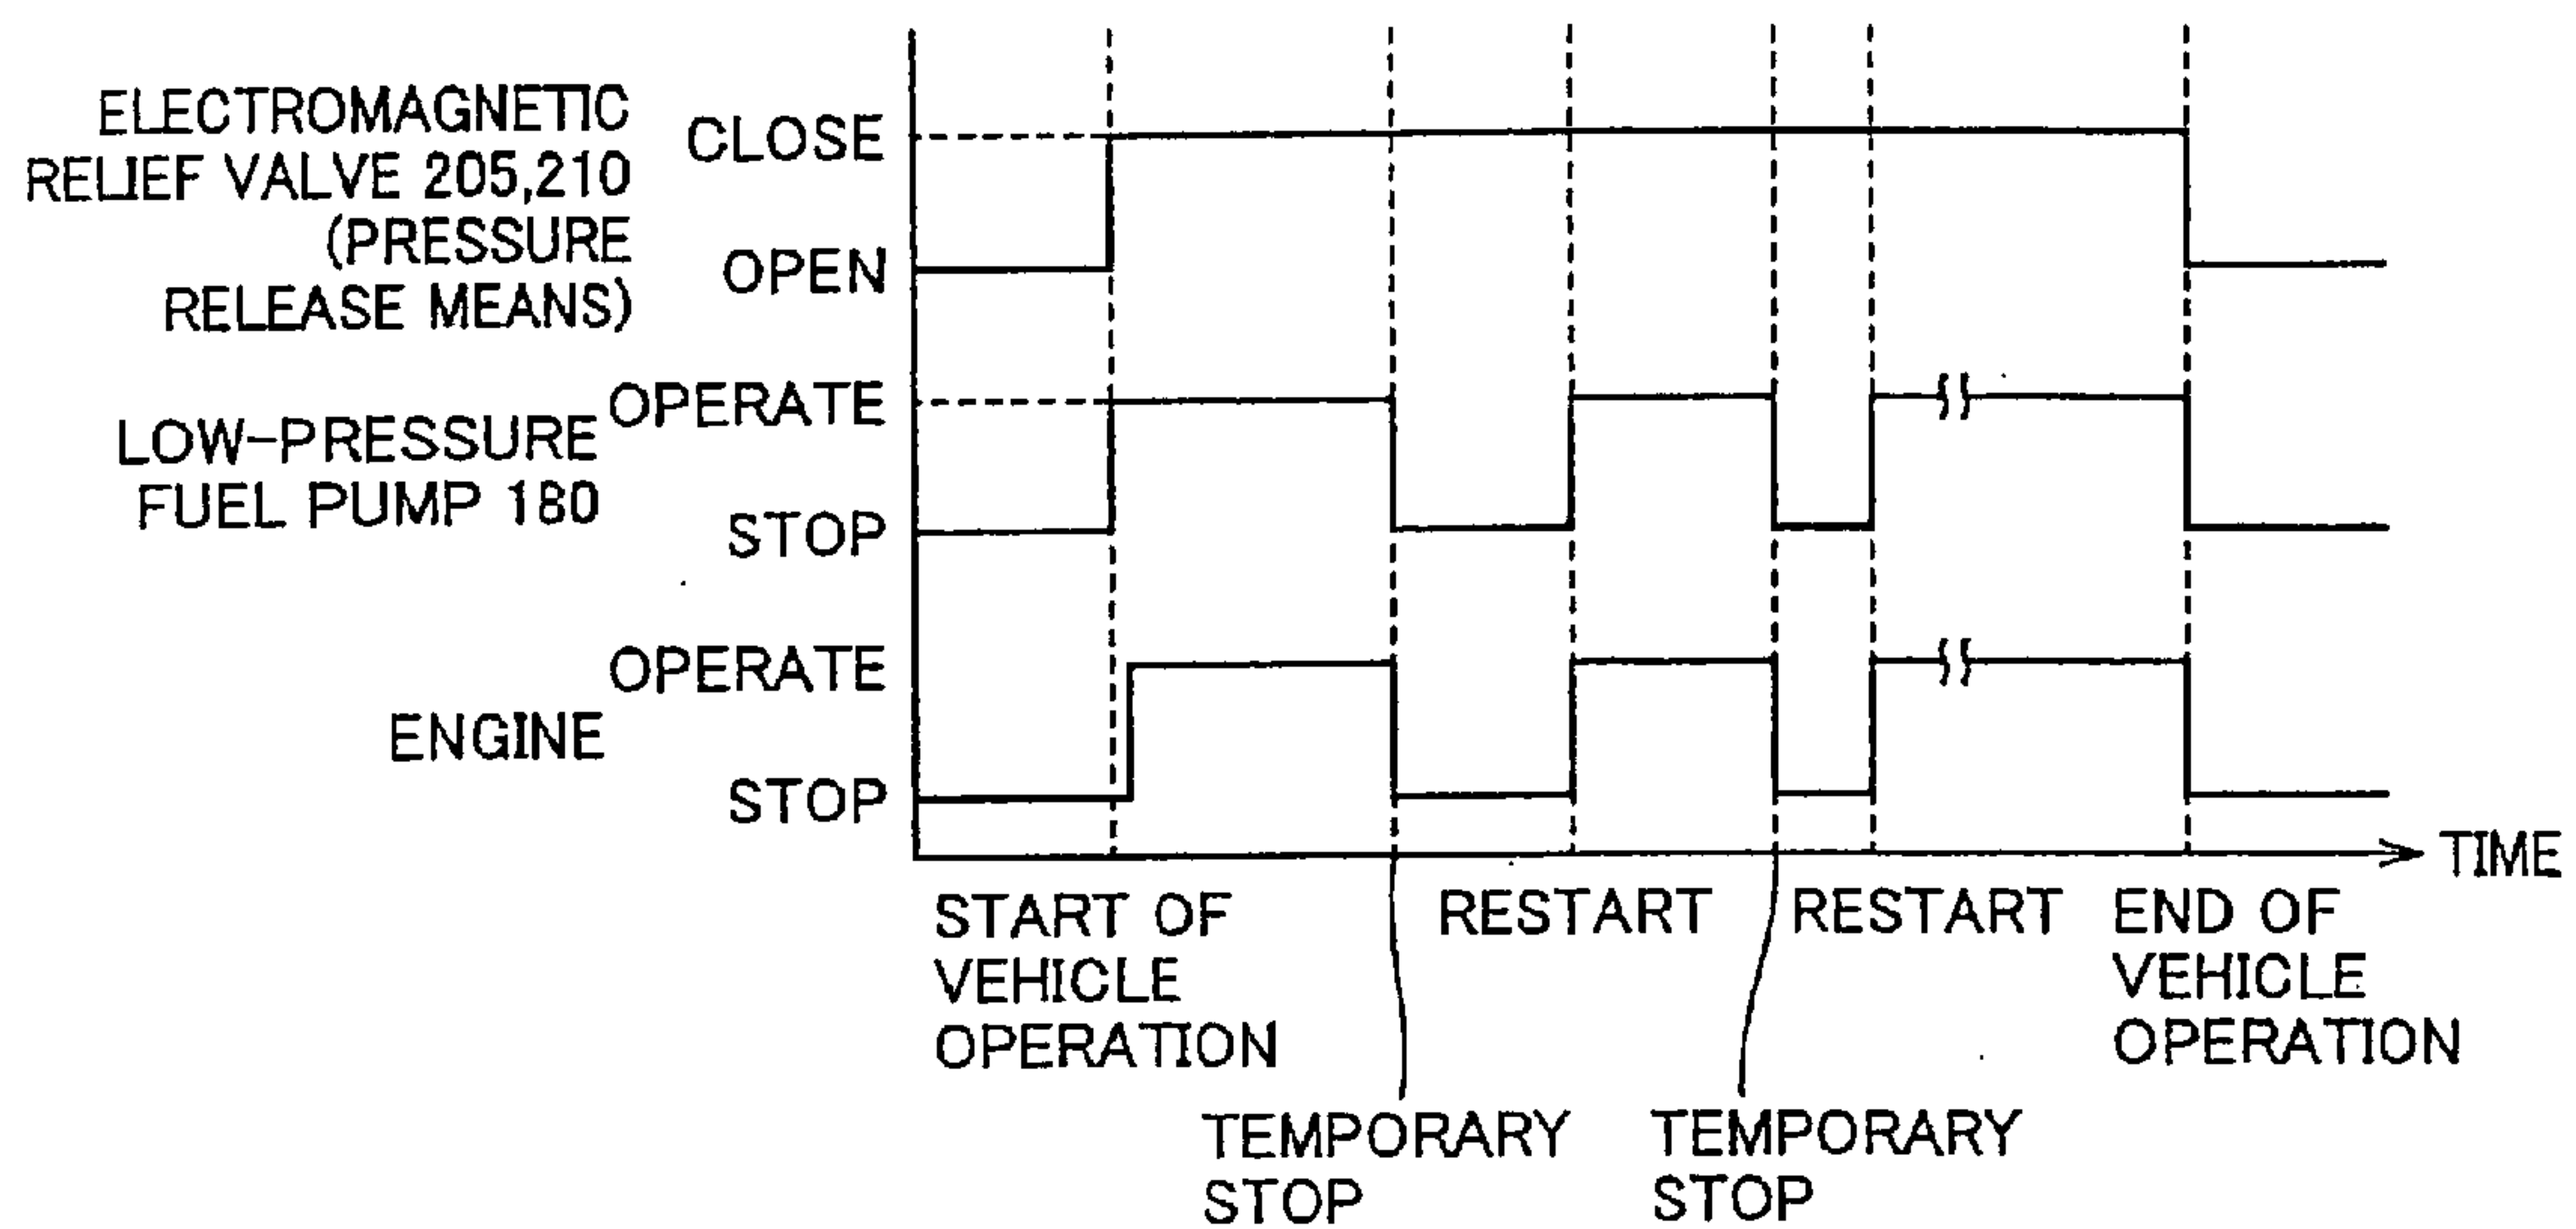 ELECTROMAGNETIC
RELIEF VALVE 205,210
(PRESSURE
RELEASE MEANS)
CLOSE
OPEN
LOW-PRESSURE
FUEL PUMP 180
OPERATE
STOP
ENGINE
OPERATE
STOP
TIME
START OF
VEHICLE
OPERATION
TEMPORARY
STOP
RESTART
TEMPORARY
STOP
RESTART
END OF
VEHICLE
OPERATION